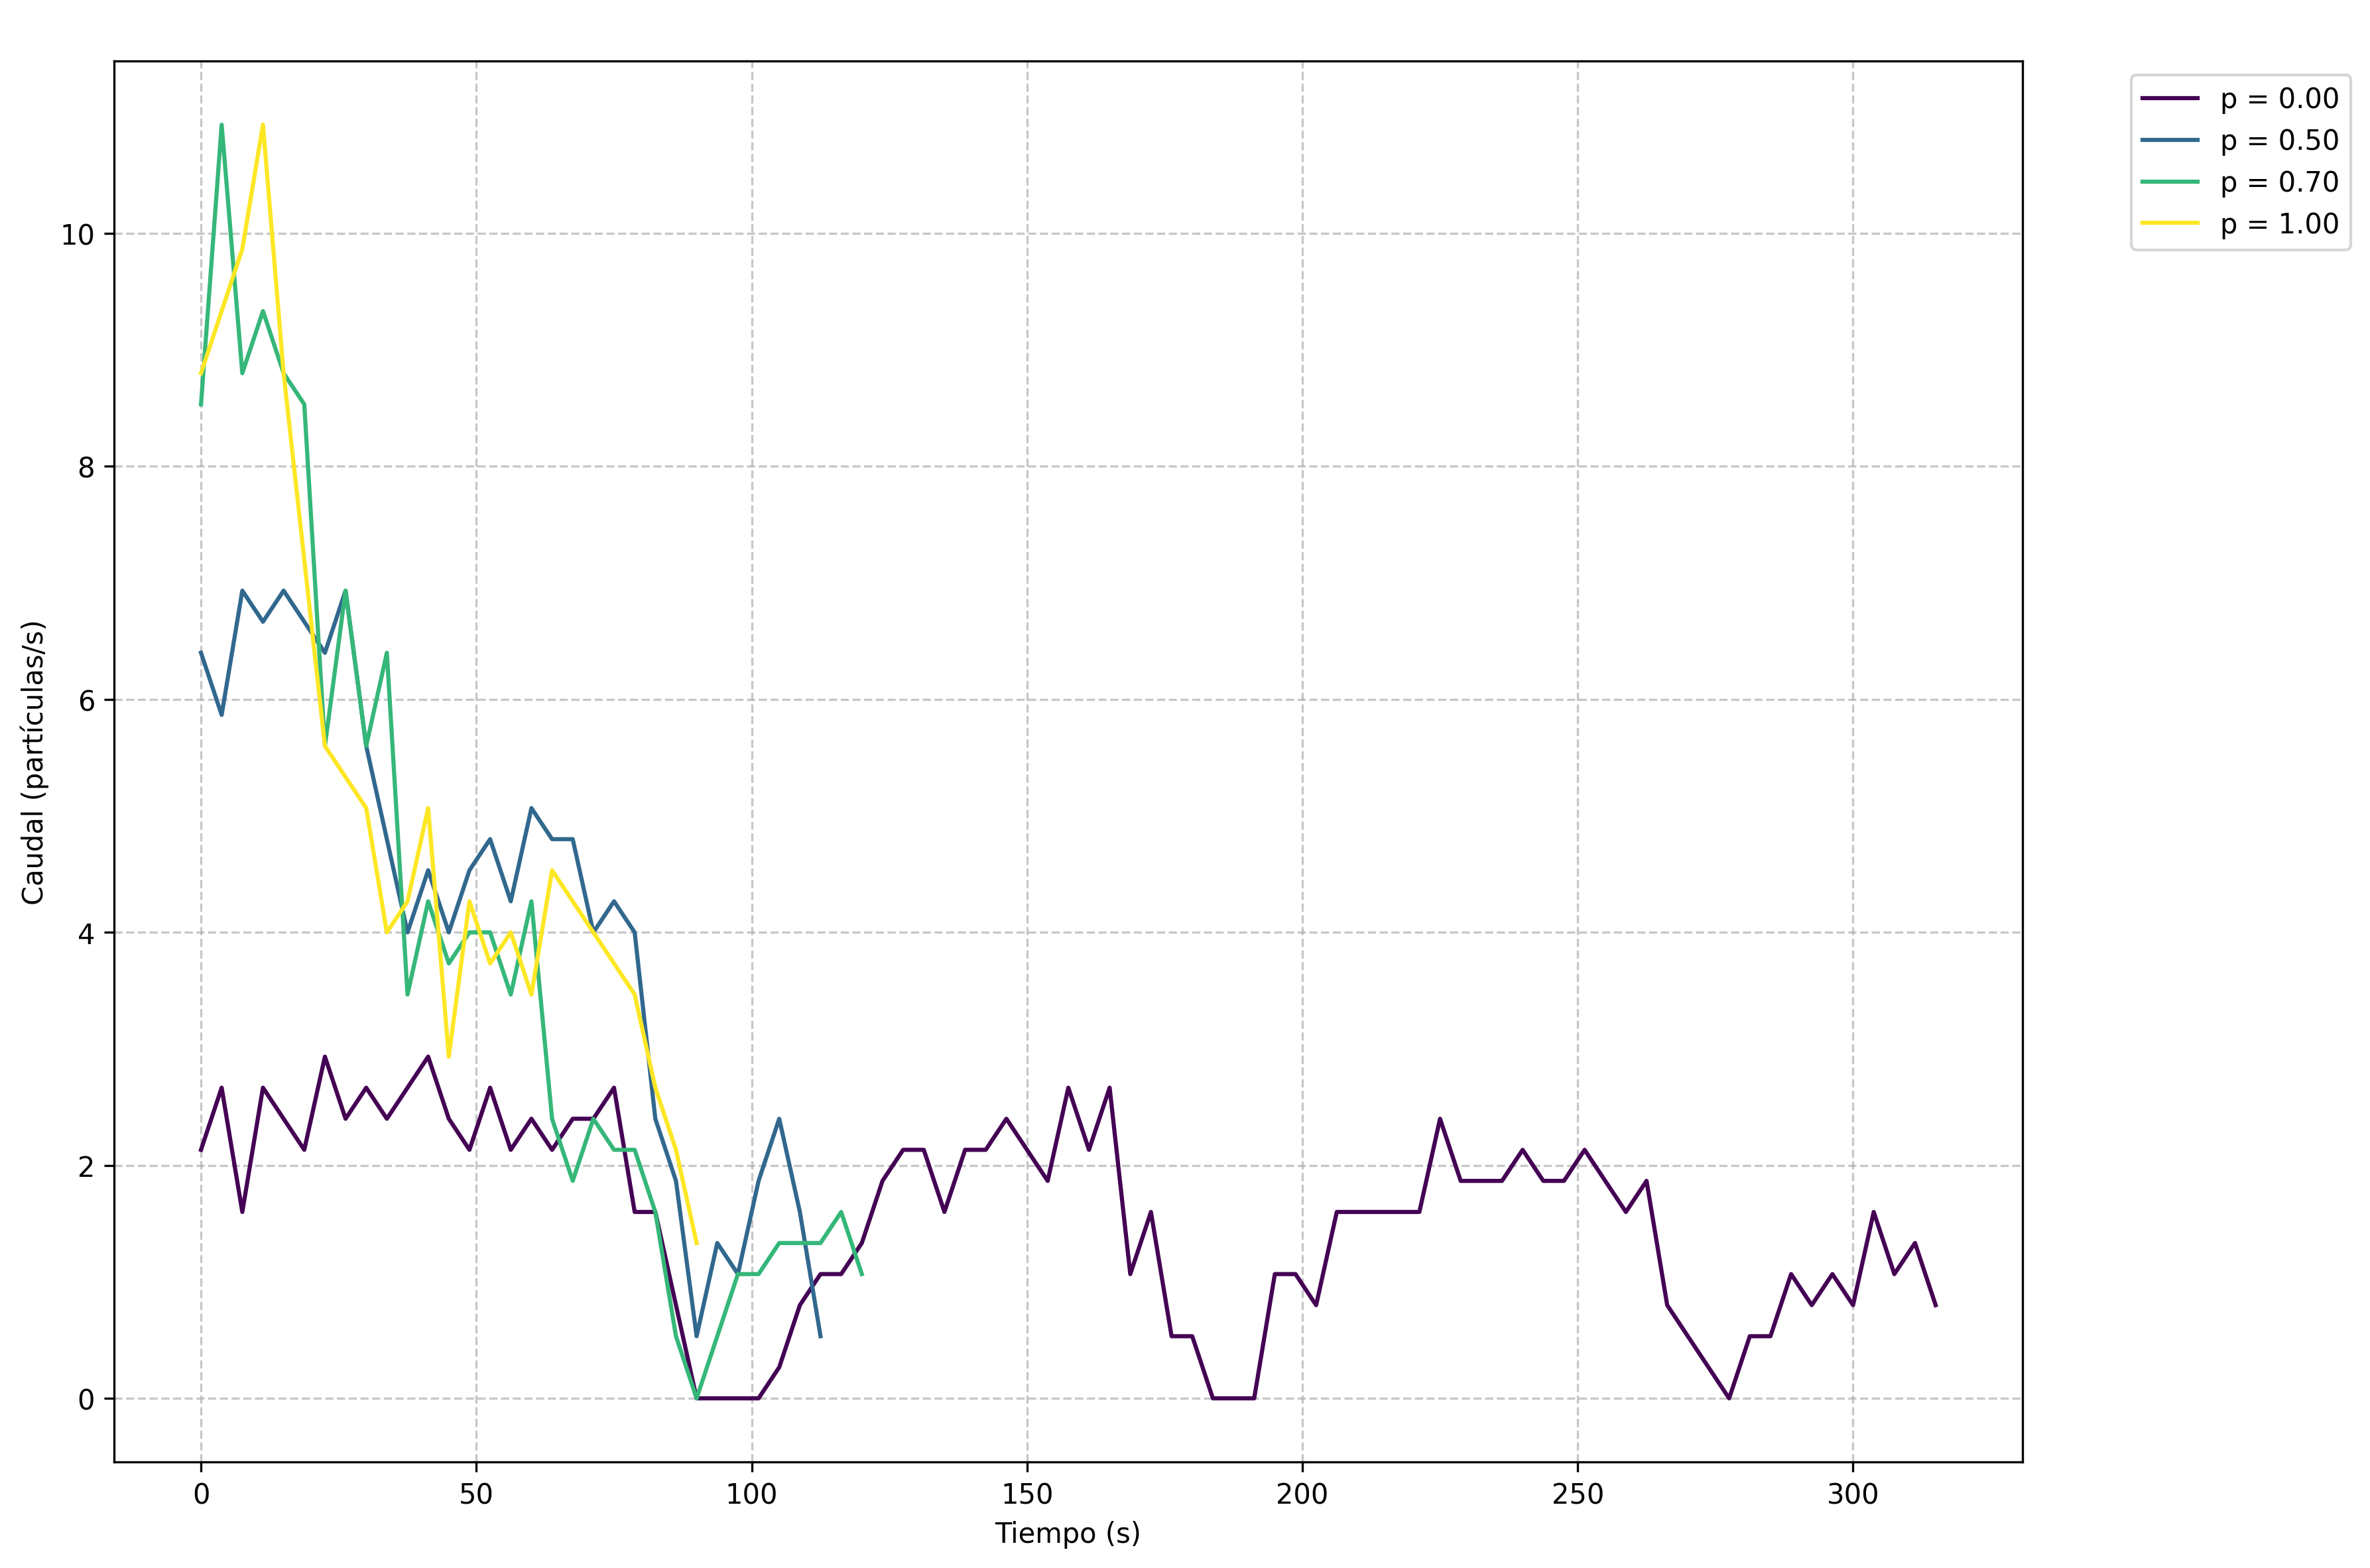 p = 0.00
p = 0.50
p = 0.70
p = 1.00
10
8
6
4
2
0
Caudal (partículas/s)
0 50 100 150 200 250 300
Tiempo (s)